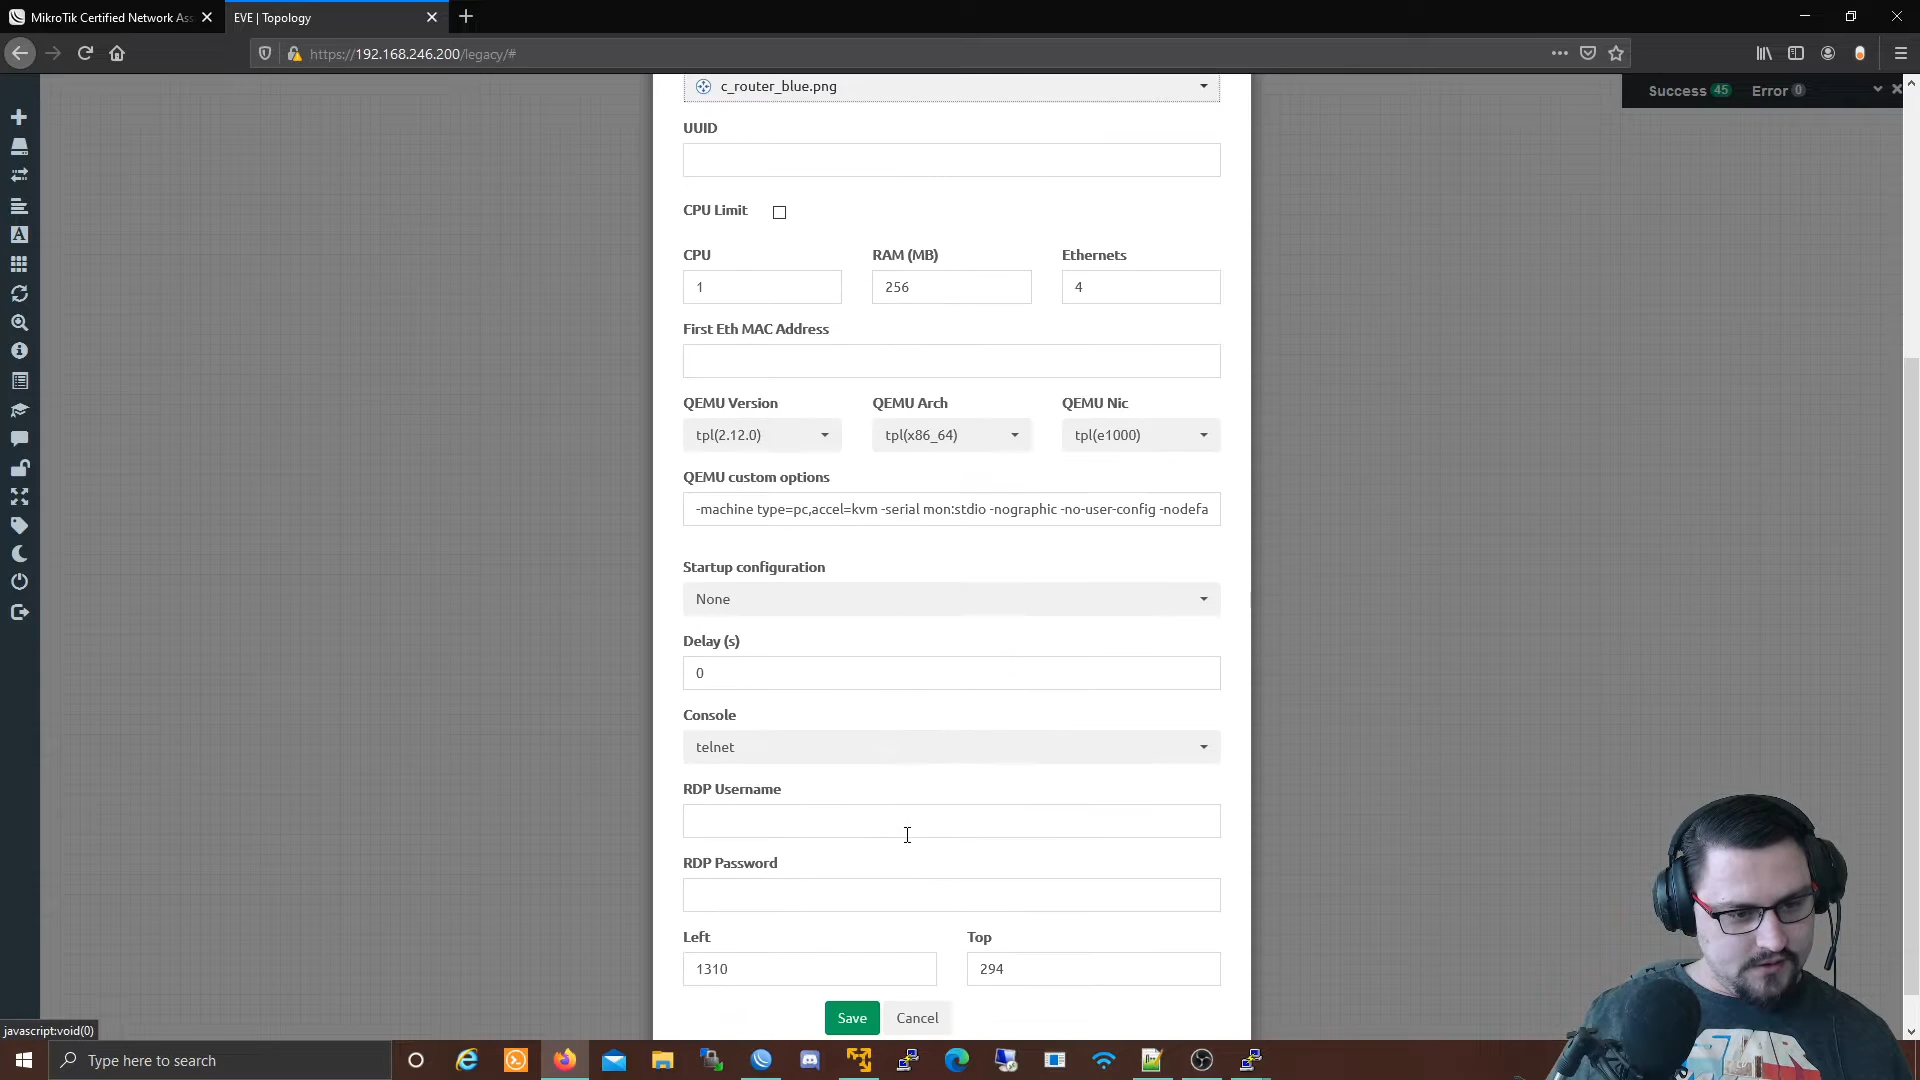 MikroTik Certified Network Ass
EVE | Topology
https://192.168.246.200/legacy/#
Success 45 Error 0
c_router_blue.png
UUID
CPU Limit
CPU RAM (MB) Ethernets
1 256 4
First Eth MAC Address
QEMU Version QEMU Arch QEMU Nic
tpl(2.12.0) tpl(x86_64) tpl(e1000)
QEMU custom options
-machine type=pc,accel=kvm -serial mon:stdio -nographic -no-user-config -nodefa
Startup configuration
None
Delay (s)
0
Console
telnet
RDP Username
RDP Password
Left Top
1310 294
Save Cancel
javascript:void(0)
Type here to search